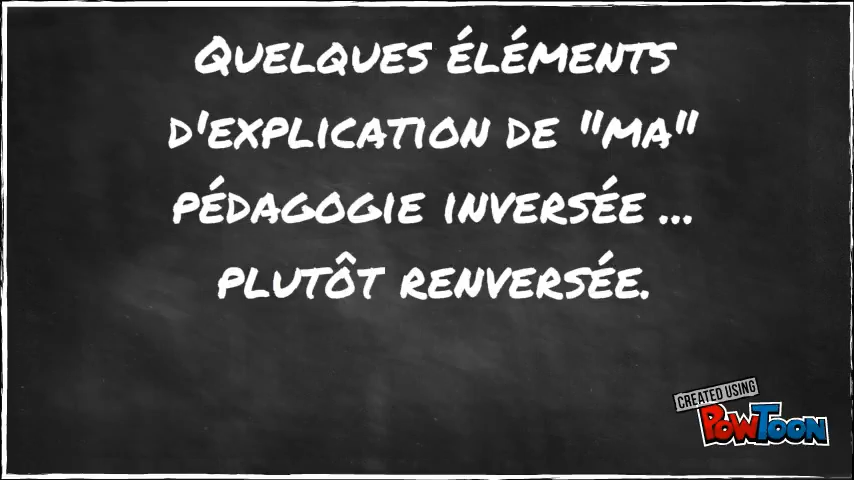 Quelques éléments
d'explication de "ma"
pédagogie inversée ...
plutôt renversée.
CREATED USING
PowToon